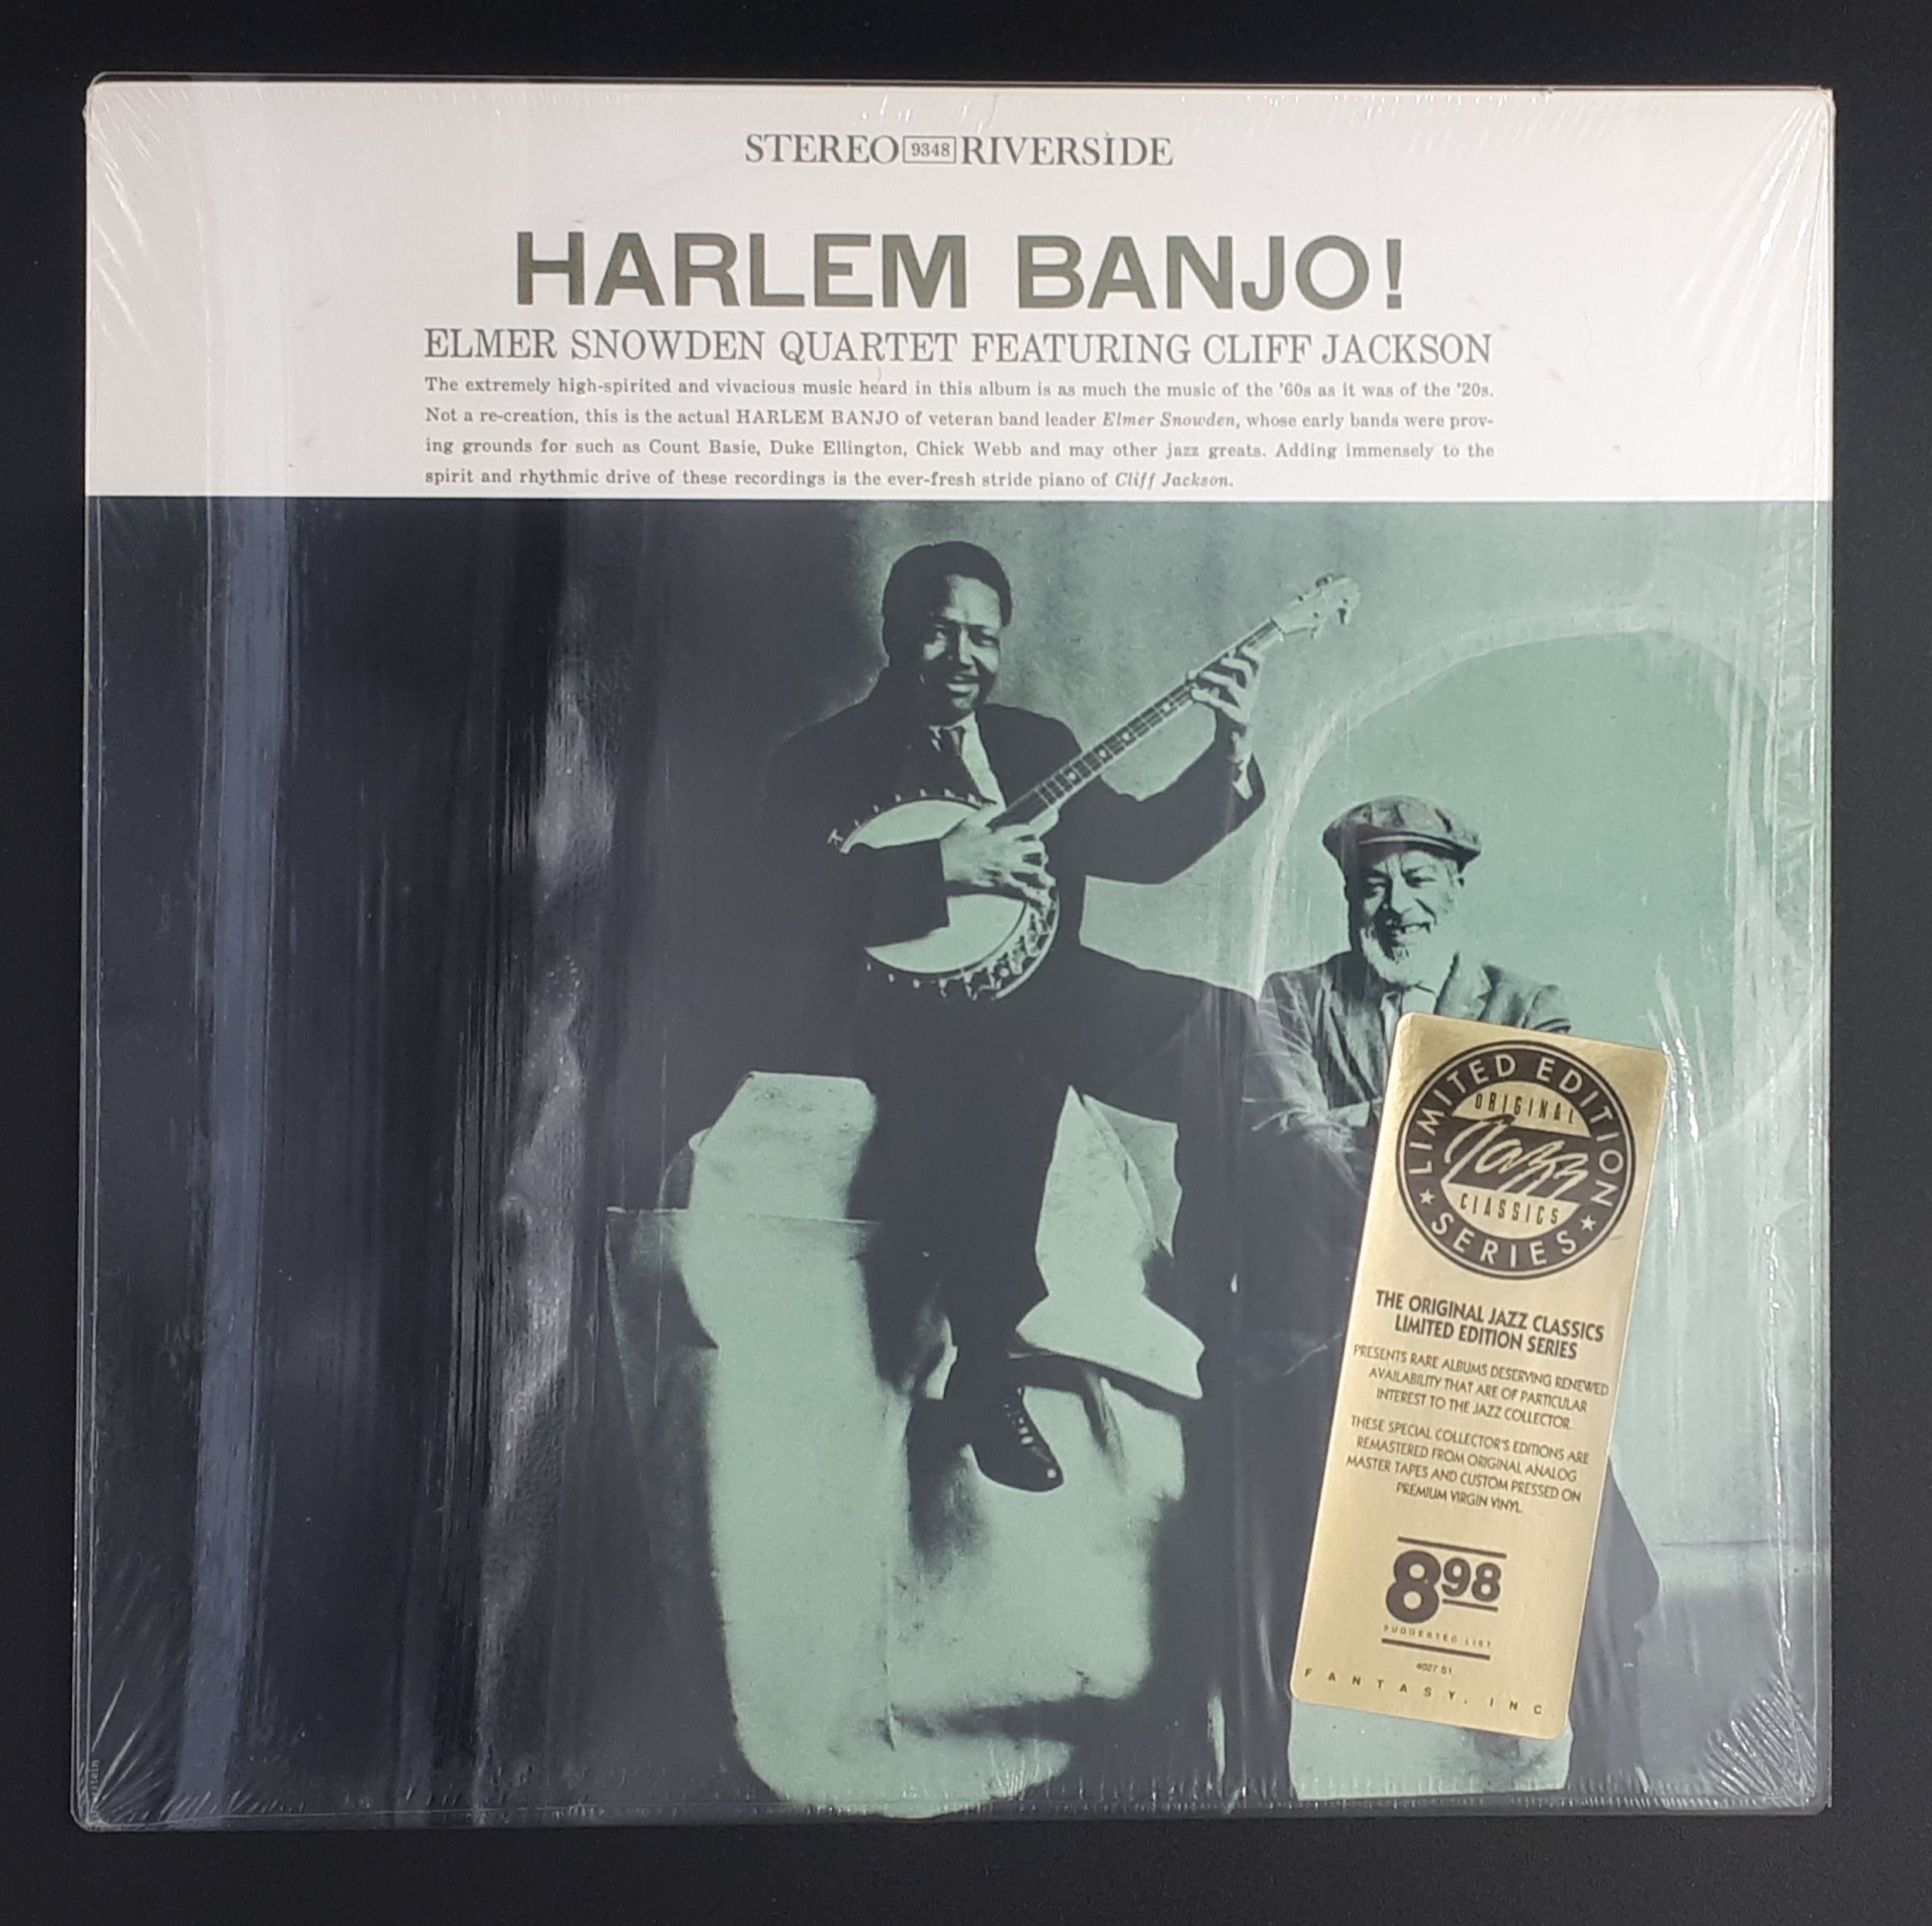 STEREO 9348 RIVERSIDE
HARLEM BANJO!
ELMER SNOWDEN QUARTET FEATURING CLIFF JACKSON
The extremely high-spirited and vivacious music heard in this album is as much the music of the '60s as it was of the '20s.
Not a re-creation, this is the actual HARLEM BANJO of veteran band leader Elmer Snowden, whose early bands were prov-
ing grounds for such as Count Basie, Duke Ellington, Chick Webb and may other jazz greats. Adding immensely to the
spirit and rhythmic drive of these recordings is the ever-fresh stride piano of Cliff Jackson.
LIMITED EDITION
ORIGINAL
Jazz
CLASSICS
★ SERIES ★
THE ORIGINAL JAZZ CLASSICS
LIMITED EDITION SERIES
PRESENTS RARE ALBUMS DESERVING RENEWED
AVAILABILITY THAT ARE OF PARTICULAR
INTEREST TO THE JAZZ COLLECTOR.
THESE SPECIAL COLLECTOR'S EDITIONS ARE
REMASTERED FROM ORIGINAL ANALOG
MASTER TAPES AND CUSTOM PRESSED ON
PREMIUM VIRGIN VINYL.
898
SUGGESTED LIST
4027 S1
FANTASY, INC